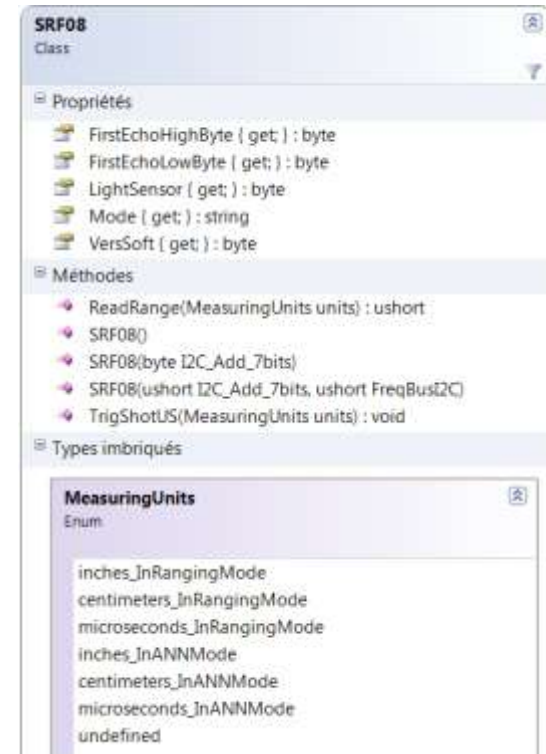 SRF08
Class
Propriétés
FirstEchoHighByte { get; } : byte
FirstEchoLowByte { get; } : byte
LightSensor { get; } : byte
Mode { get; } : string
VersSoft { get; } : byte
Méthodes
ReadRange(MeasuringUnits units) : ushort
SRF08()
SRF08(byte I2C_Add_7bits)
SRF08(ushort I2C_Add_7bits, ushort FreqBusI2C)
TrigShotUS(MeasuringUnits units) : void
Types imbriqués
MeasuringUnits
Enum
inches_InRangingMode
centimeters_InRangingMode
microseconds_InRangingMode
inches_InANNMode
centimeters_InANNMode
microseconds_InANNMode
undefined